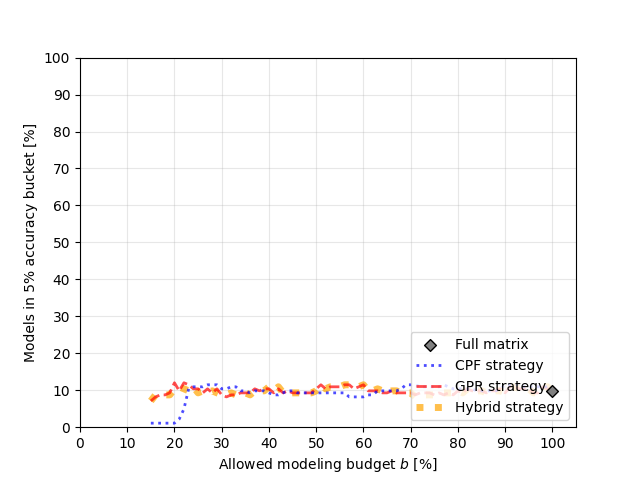 100
90
80
70
60
50
40
30
20
10
0
Models in 5% accuracy bucket [%]
Full matrix
CPF strategy
GPR strategy
Hybrid strategy
0 10 20 30 40 50 60 70 80 90 100
Allowed modeling budget b [%]